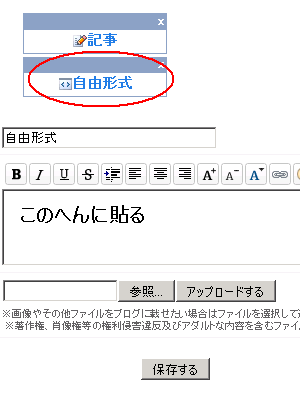 x
記事
x
自由形式
自由形式
B I U S A+ A- A
このへんに貼る
参照... アップロードする
※画像やその他ファイルをブログに載せたい場合はファイルを選択して
※著作権、肖像権等の権利侵害違反及びアダルトな内容を含むファイ
保存する